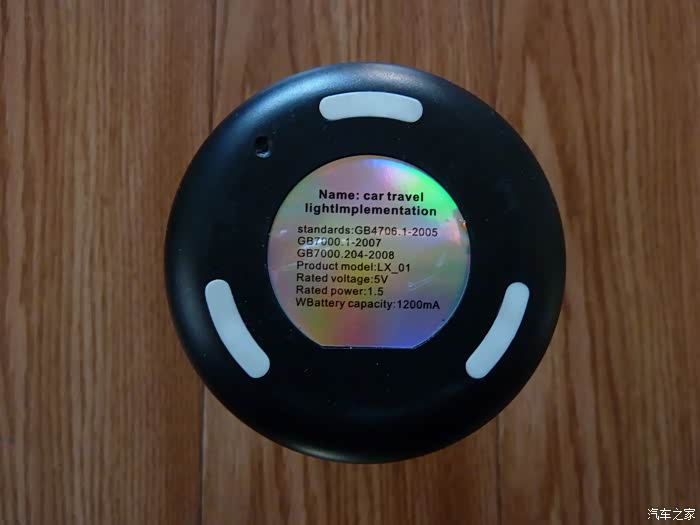 Name: car travel
lightImplementation
standards:GB4706.1-2005
GB7000.1-2007
GB7000.204-2008
Product model:LX_01
Rated voltage:5V
Rated power:1.5
WBattery capacity:1200mA
汽车之家